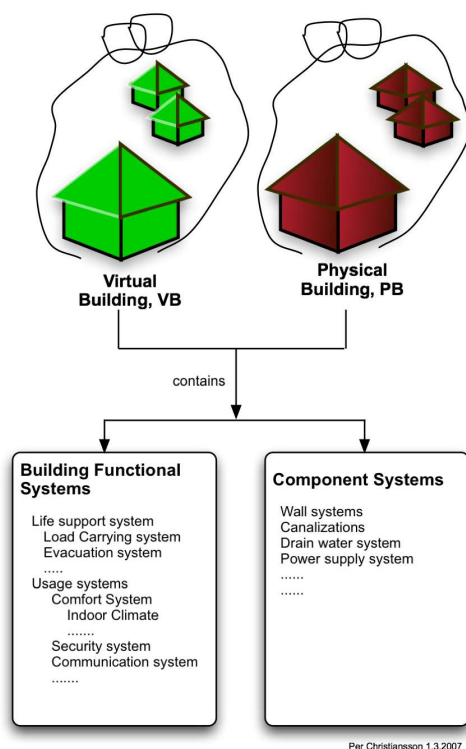 Virtual
Building, VB
Physical
Building, PB
contains
Building Functional
Systems
Life support system
Load Carrying system
Evacuation system
.....
Usage systems
Comfort System
Indoor Climate
.......
Security system
Communication system
.......
Component Systems
Wall systems
Canalizations
Drain water system
Power supply system
......
......
Per Christiansson 1.3.2007